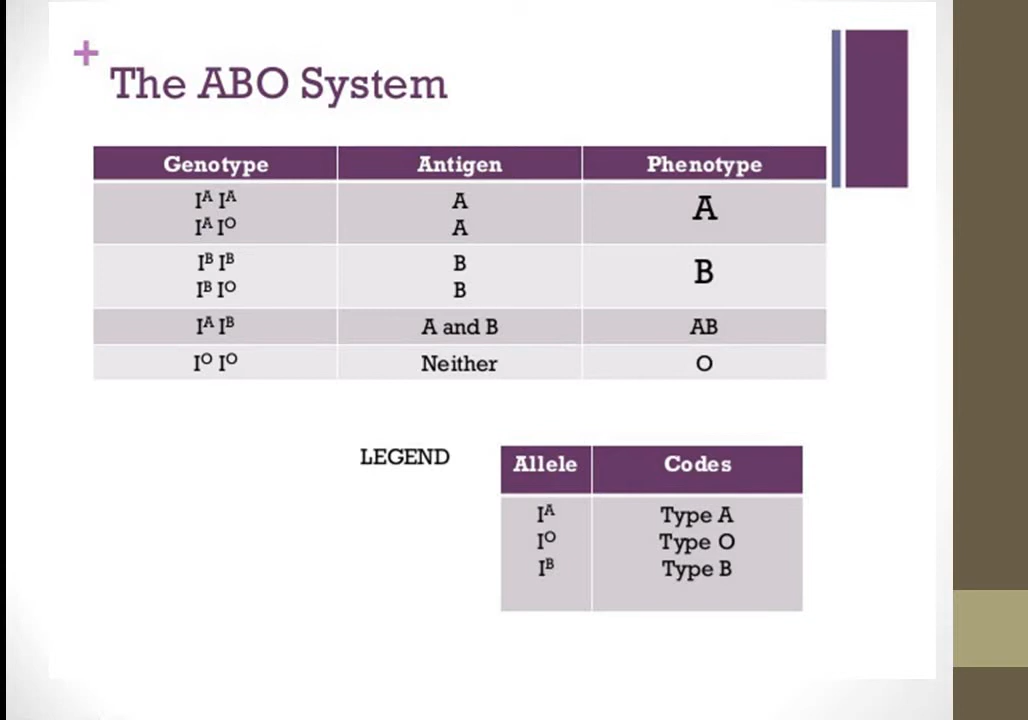 +
The ABO System
Genotype Antigen Phenotype
Iᴬ Iᴬ A A
Iᴬ Iᴼ A
Iᴮ Iᴮ B B
Iᴮ Iᴼ B
Iᴬ Iᴮ A and B AB
Iᴼ Iᴼ Neither O
LEGEND
Allele Codes
Iᴬ Type A
Iᴼ Type O
Iᴮ Type B